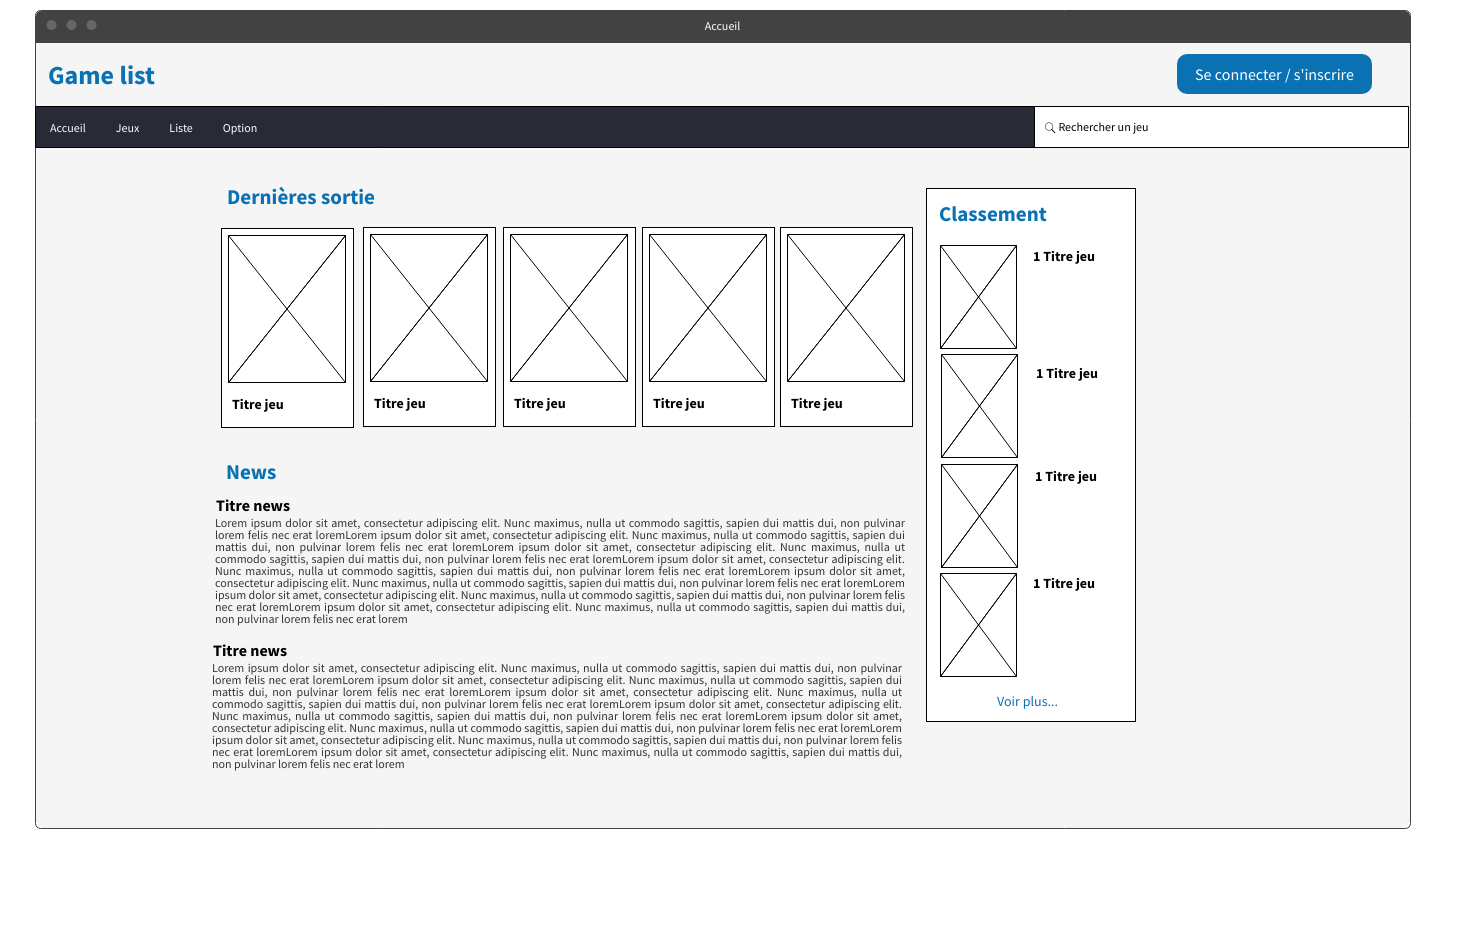 Accueil
Game list
Se connecter / s'inscrire
Accueil
Jeux
Liste
Option
Rechercher un jeu
Dernières sortie
Titre jeu
Titre jeu
Titre jeu
Titre jeu
Titre jeu
News
Titre news
Lorem ipsum dolor sit amet, consectetur adipiscing elit. Nunc maximus, nulla ut commodo sagittis, sapien dui mattis dui, non pulvinar
lorem felis nec erat loremLorem ipsum dolor sit amet, consectetur adipiscing elit. Nunc maximus, nulla ut commodo sagittis, sapien dui
mattis dui, non pulvinar lorem felis nec erat loremLorem ipsum dolor sit amet, consectetur adipiscing elit. Nunc maximus, nulla ut
commodo sagittis, sapien dui mattis dui, non pulvinar lorem felis nec erat loremLorem ipsum dolor sit amet, consectetur adipiscing elit.
Nunc maximus, nulla ut commodo sagittis, sapien dui mattis dui, non pulvinar lorem felis nec erat loremLorem ipsum dolor sit amet,
consectetur adipiscing elit. Nunc maximus, nulla ut commodo sagittis, sapien dui mattis dui, non pulvinar lorem felis nec erat loremLorem
ipsum dolor sit amet, consectetur adipiscing elit. Nunc maximus, nulla ut commodo sagittis, sapien dui mattis dui, non pulvinar lorem felis
nec erat loremLorem ipsum dolor sit amet, consectetur adipiscing elit. Nunc maximus, nulla ut commodo sagittis, sapien dui mattis dui,
non pulvinar lorem felis nec erat lorem
Titre news
Lorem ipsum dolor sit amet, consectetur adipiscing elit. Nunc maximus, nulla ut commodo sagittis, sapien dui mattis dui, non pulvinar
lorem felis nec erat loremLorem ipsum dolor sit amet, consectetur adipiscing elit. Nunc maximus, nulla ut commodo sagittis, sapien dui
mattis dui, non pulvinar lorem felis nec erat loremLorem ipsum dolor sit amet, consectetur adipiscing elit. Nunc maximus, nulla ut
commodo sagittis, sapien dui mattis dui, non pulvinar lorem felis nec erat loremLorem ipsum dolor sit amet, consectetur adipiscing elit.
Nunc maximus, nulla ut commodo sagittis, sapien dui mattis dui, non pulvinar lorem felis nec erat loremLorem ipsum dolor sit amet,
consectetur adipiscing elit. Nunc maximus, nulla ut commodo sagittis, sapien dui mattis dui, non pulvinar lorem felis nec erat loremLorem
ipsum dolor sit amet, consectetur adipiscing elit. Nunc maximus, nulla ut commodo sagittis, sapien dui mattis dui, non pulvinar lorem felis
nec erat loremLorem ipsum dolor sit amet, consectetur adipiscing elit. Nunc maximus, nulla ut commodo sagittis, sapien dui mattis dui,
non pulvinar lorem felis nec erat lorem
Classement
1 Titre jeu
1 Titre jeu
1 Titre jeu
1 Titre jeu
Voir plus...